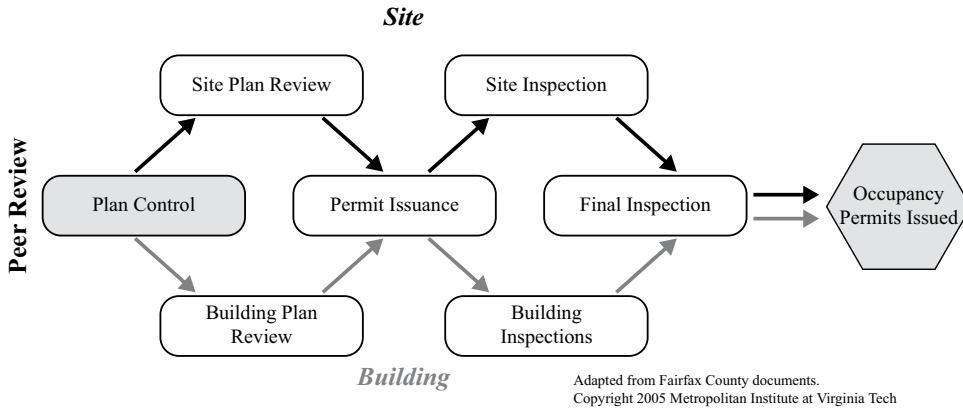 Site
Site Plan Review
Site Inspection
Peer Review
Plan Control
Permit Issuance
Final Inspection
Occupancy
Permits Issued
Building Plan
Review
Building
Inspections
Building
Adapted from Fairfax County documents.
Copyright 2005 Metropolitan Institute at Virginia Tech